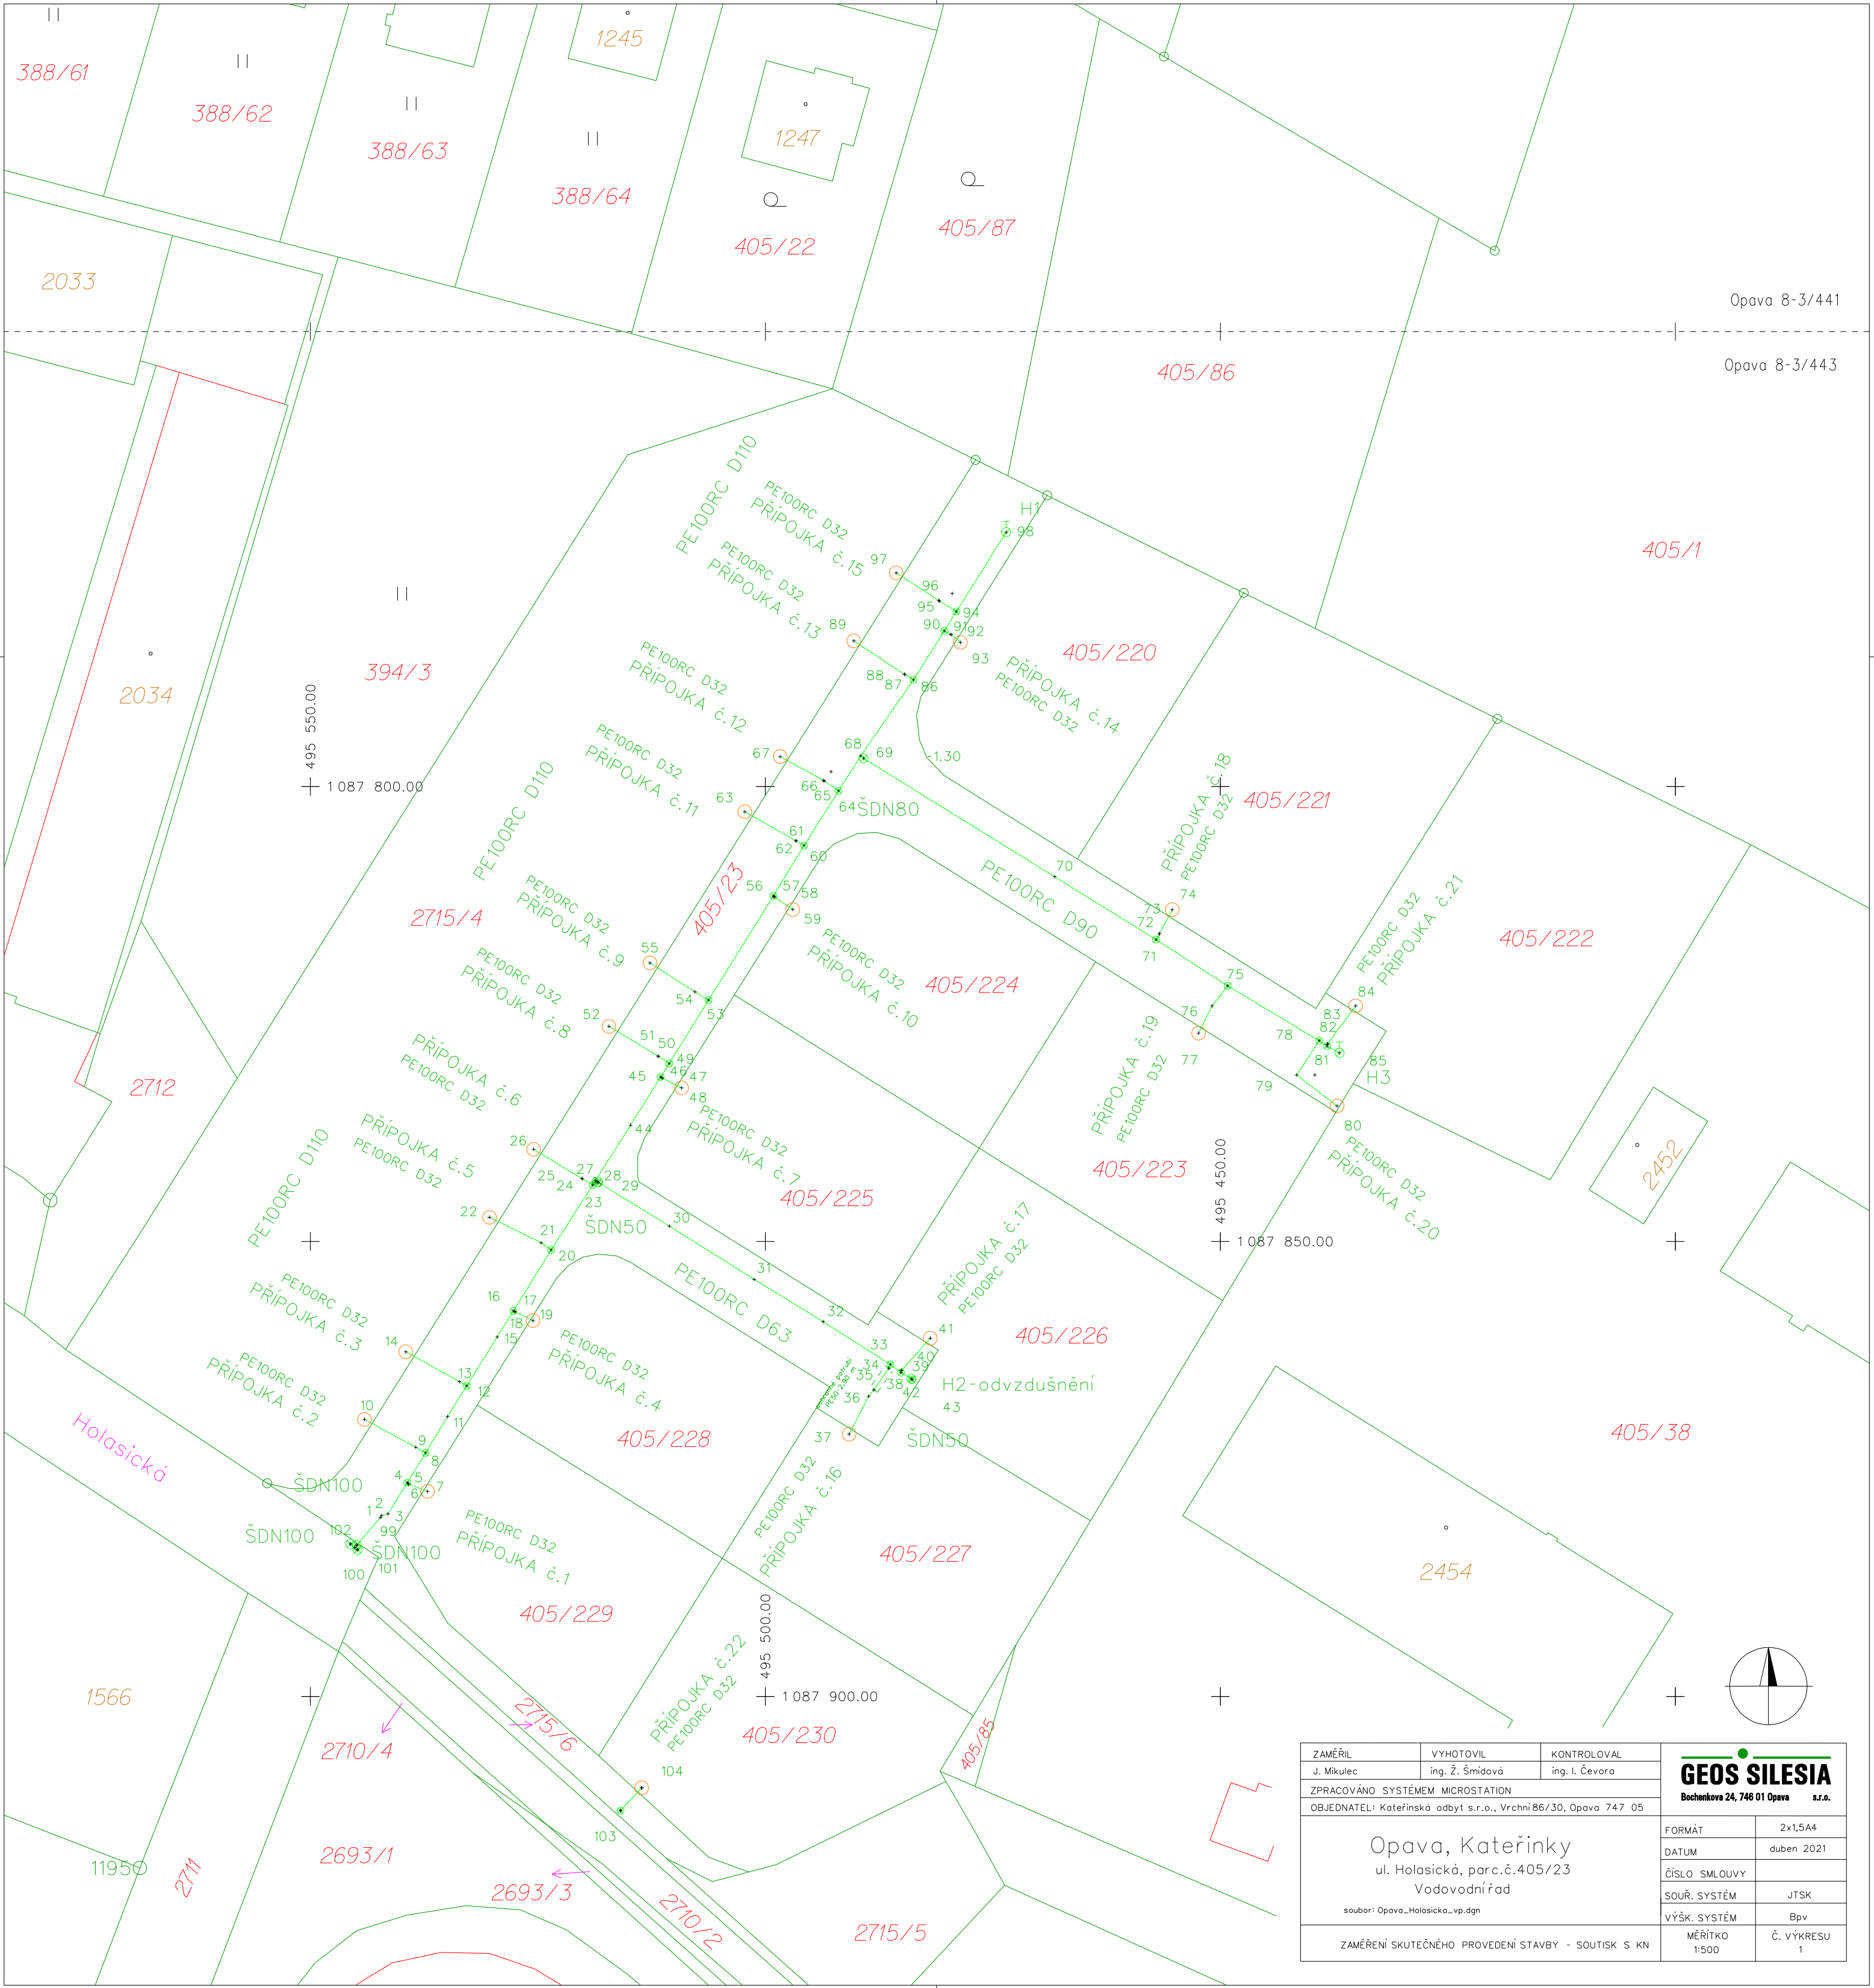 388/61
388/62
388/63
388/64
1245
1247
405/22
405/87
2033
Opava 8-3/441
Opava 8-3/443
405/86
405/1
2034
394/3
495 550.00
1087 800.00
PE100RC D110
PE100RC D32
PŘÍPOJKA č.15
PE100RC D32
PŘÍPOJKA č.13
PE100RC D32
PŘÍPOJKA č.12
PE100RC D32
PŘÍPOJKA č.11
H1
98
97
96
95
94
89
90
91
92
93
88
87
86
405/220
PŘÍPOJKA č.14
PE100RC D32
67
68
69
-1.30
66
65
64
ŠDN80
63
61
62
60
405/221
PŘÍPOJKA č.18
PE100RC D32
PE100RC D110
405/23
2715/4
PE100RC D32
PŘÍPOJKA č.9
PE100RC D32
PŘÍPOJKA č.8
56
57
58
59
PE100RC D32
PŘÍPOJKA č.10
405/224
PE100RC D90
70
71
72
73
74
75
76
77
78
PE100RC D32
PŘÍPOJKA č.21
405/222
84
83
82
81
85
H3
79
80
PŘÍPOJKA č.19
PE100RC D32
405/223
495 450.00
1087 850.00
PE100RC D32
PŘÍPOJKA č.20
2452
55
54
53
52
51
50
49
46
45
47
48
44
PE100RC D32
PŘÍPOJKA č.7
405/225
2712
PŘÍPOJKA č.6
PE100RC D32
PŘÍPOJKA č.5
PE100RC D32
PE100RC D110
26
25
24
27
28
23
29
30
ŠDN50
22
21
20
31
32
PE100RC D63
PŘÍPOJKA č.17
PE100RC D32
405/226
PE100RC D32
PŘÍPOJKA č.3
PE100RC D32
PŘÍPOJKA č.2
16
17
18
19
15
PE100RC D32
PŘÍPOJKA č.4
14
13
12
10
11
9
8
33
34
35
36
37
38
39
40
41
42
43
PE50-2,90 m
H2-odvzdušnění
ŠDN50
405/228
405/38
Holasická
ŠDN100
4
5
6
7
1
2
3
ŠDN100
102
99
ŠDN100
100
101
PE100RC D32
PŘÍPOJKA č.1
PE100RC D32
PŘÍPOJKA č.16
405/227
405/229
2454
495 500.00
1087 900.00
PŘÍPOJKA č.22
PE100RC D32
405/230
405/85
1566
2710/4
2715/6
104
103
1195
2711
2693/1
2693/3
2710/2
2715/5
ZAMĚŘIL
VYHOTOVIL
KONTROLOVAL
J. Mikulec
ing. Ž. Šmídová
ing. I. Čevora
ZPRACOVÁNO SYSTÉMEM MICROSTATION
OBJEDNATEL: Kateřinská odbyt s.r.o., Vrchní 86/30, Opava 747 05
GEOS SILESIA
Bochenkova 24, 746 01 Opava s.r.o.
Opava, Kateřinky
ul. Holasická, parc.č.405/23
Vodovodní řad
soubor: Opava_Holasicka_vp.dgn
ZAMĚŘENÍ SKUTEČNÉHO PROVEDENÍ STAVBY - SOUTISK S KN
FORMÁT 2x1,5A4
DATUM duben 2021
ČÍSLO SMLOUVY
SOUŘ. SYSTÉM JTSK
VÝŠK. SYSTÉM Bpv
MĚŘÍTKO
1:500
Č. VÝKRESU
1